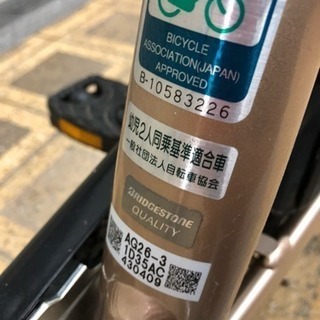 BICYCLE
ASSOCIATION(JAPAN)
APPROVED
B-10583226
幼児2人同乗基準適合車
一般社団法人自転車協会
BRIDGESTONE
QUALITY
AG26-3
1D35AC
430409